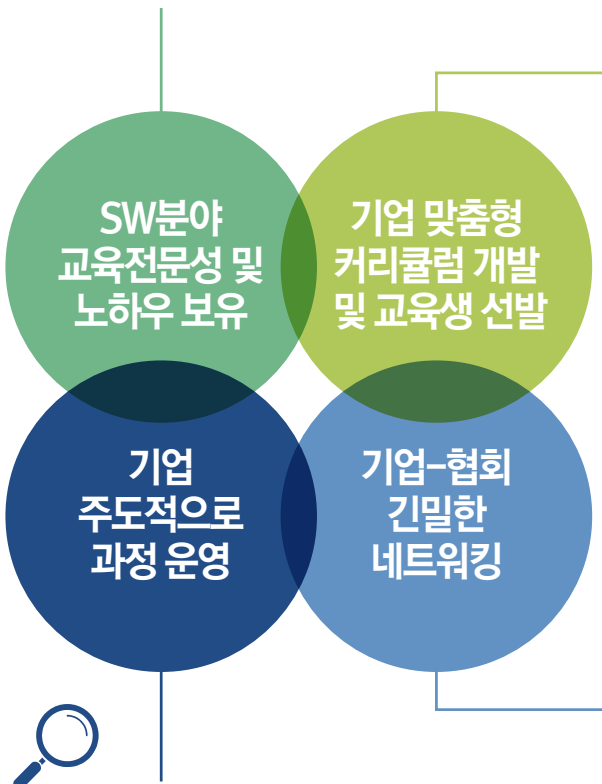 SW분야
교육전문성 및
노하우 보유
기업 맞춤형
커리큘럼 개발
및 교육생 선발
기업
주도적으로
과정 운영
기업-협회
긴밀한
네트워킹